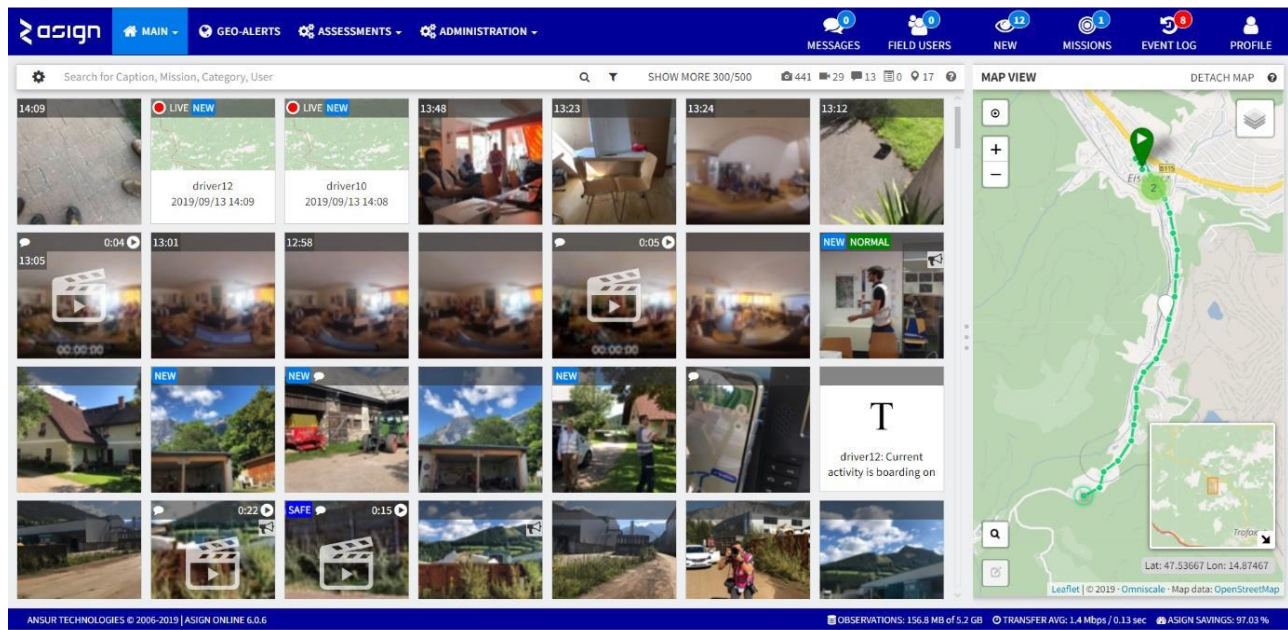 asign
MAIN
GEO-ALERTS
ASSESSMENTS
ADMINISTRATION
0
MESSAGES
0
FIELD USERS
12
NEW
1
MISSIONS
8
EVENT LOG
PROFILE
Search for Caption, Mission, Category, User
SHOW MORE 300/500
441
29
13
0
17
MAP VIEW
DETACH MAP
14:09
LIVE NEW
driver12
2019/09/13 14:09
LIVE NEW
driver10
2019/09/13 14:08
13:48
13:23
13:24
13:12
0:04
13:05
00:00:00
13:01
12:58
0:05
00:00:00
NEW NORMAL
NEW
NEW
NEW
T
driver12: Current
activity is boarding on
0:22
SAFE
0:15
+
−
B115
2
Lat: 47.53667 Lon: 14.87467
Leaflet | © 2019 - Omniscale - Map data: OpenStreetMap
ANSUR TECHNOLOGIES © 2006-2019 | ASIGN ONLINE 6.0.6
OBSERVATIONS: 156.8 MB of 5.2 GB
TRANSFER AVG: 1.4 Mbps / 0.13 sec
ASIGN SAVINGS: 97.03 %